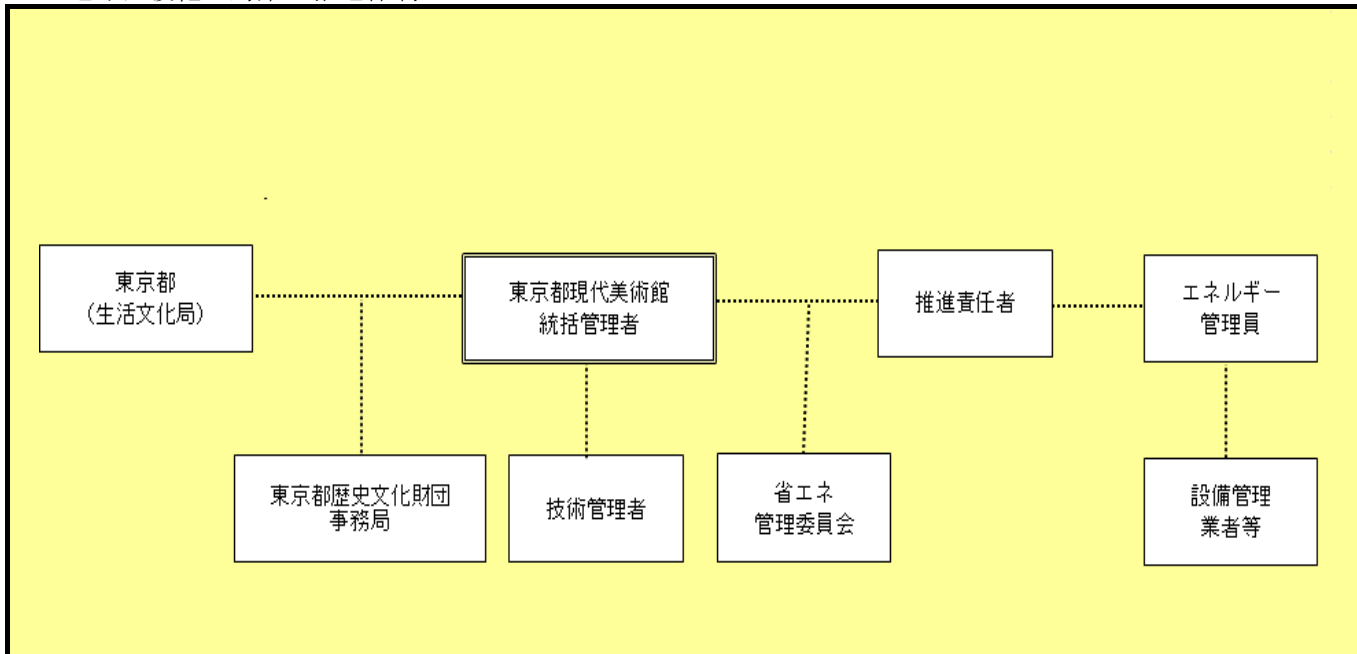 東京都
(生活文化局)
東京都現代美術館
統括管理者
推進責任者
エネルギー
管理員
東京都歴史文化財団
事務局
技術管理者
省エネ
管理委員会
設備管理
業者等